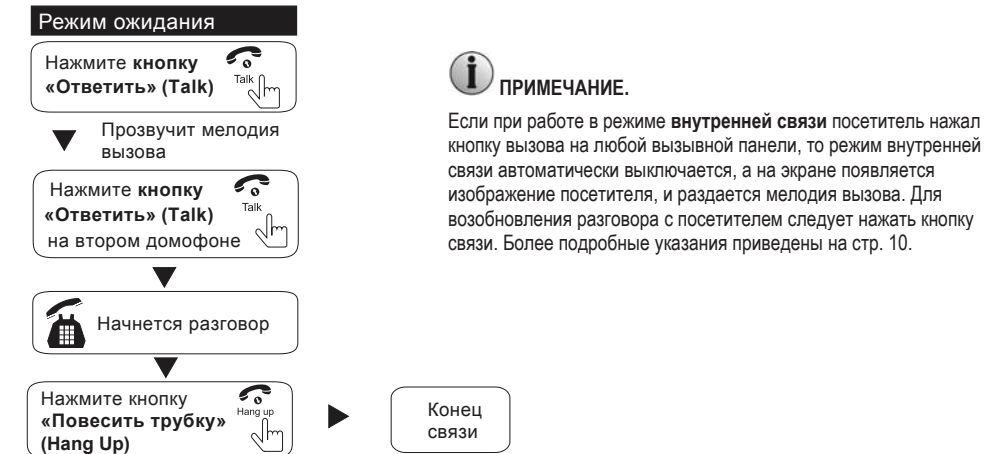 Режим ожидания
Нажмите кнопку
«Ответить» (Talk)
Talk
Прозвучит мелодия
вызова
Нажмите кнопку
«Ответить» (Talk)
на втором домофоне
Talk
Начнется разговор
Нажмите кнопку
«Повесить трубку»
(Hang Up)
Hang up
Конец
связи
i ПРИМЕЧАНИЕ.
Если при работе в режиме внутренней связи посетитель нажал
кнопку вызова на любой вызывной панели, то режим внутренней
связи автоматически выключается, а на экране появляется
изображение посетителя, и раздается мелодия вызова. Для
возобновления разговора с посетителем следует нажать кнопку
связи. Более подробные указания приведены на стр. 10.